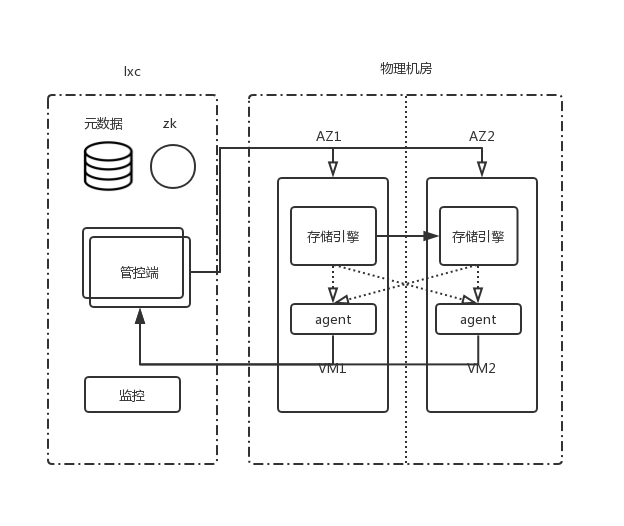 lxc
物理机房
元数据
zk
AZ1
AZ2
存储引擎
存储引擎
管控端
agent
agent
VM1
VM2
监控